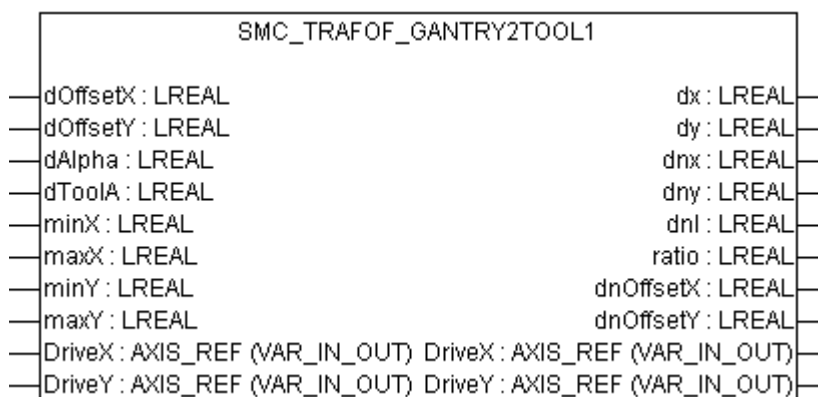 SMC_TRAFOF_GANTRY2TOOL1
dOffsetX : LREAL dx : LREAL
dOffsetY : LREAL dy : LREAL
dAlpha : LREAL dnx : LREAL
dToolA : LREAL dny : LREAL
minX : LREAL dnl : LREAL
maxX : LREAL ratio : LREAL
minY : LREAL dnOffsetX : LREAL
maxY : LREAL dnOffsetY : LREAL
DriveX : AXIS_REF (VAR_IN_OUT) DriveX : AXIS_REF (VAR_IN_OUT)
DriveY : AXIS_REF (VAR_IN_OUT) DriveY : AXIS_REF (VAR_IN_OUT)